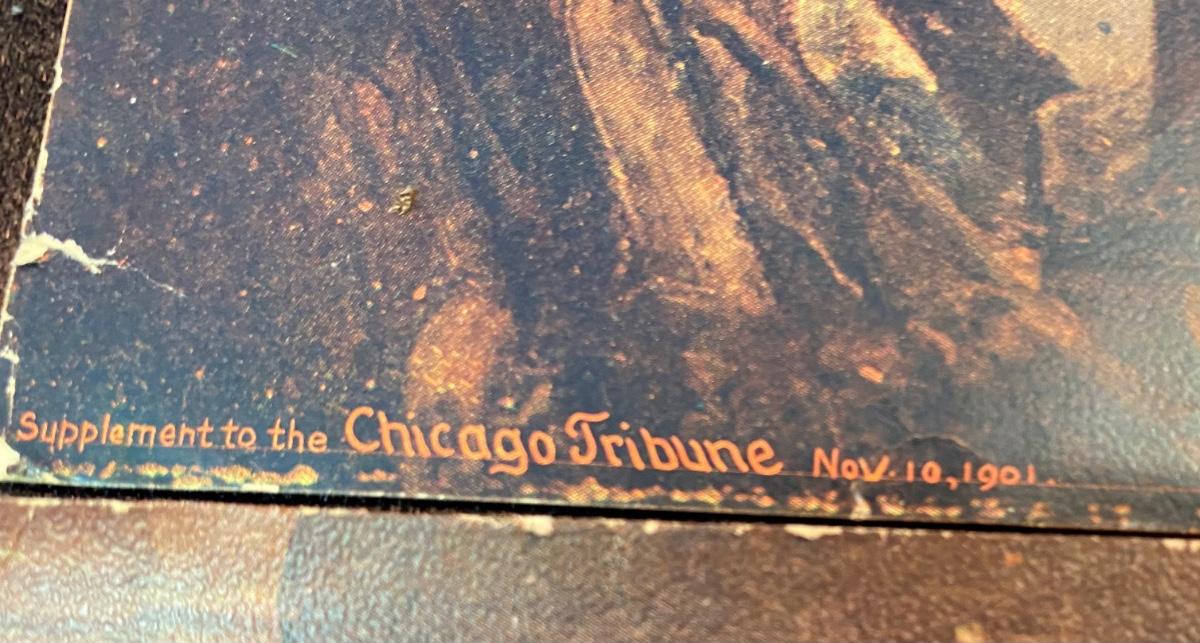 Supplement to the Chicago Tribune Nov. 10, 1901.